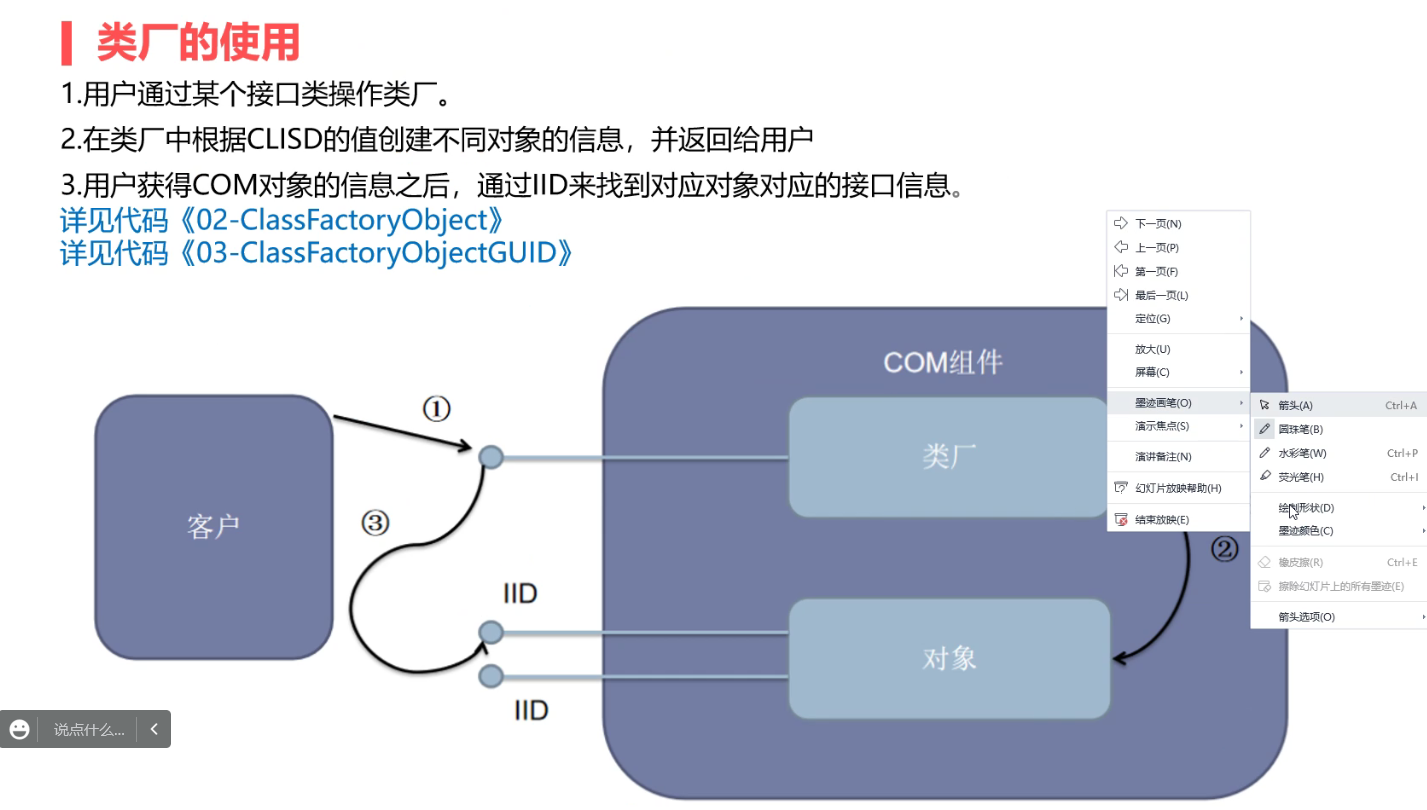 类厂的使用
1.用户通过某个接口类操作类厂。
2.在类厂中根据CLISD的值创建不同对象的信息，并返回给用户
3.用户获得COM对象的信息之后，通过IID来找到对应对象对应的接口信息。
详见代码《02-ClassFactoryObject》
详见代码《03-ClassFactoryObjectGUID》
下一页(N)
上一页(P)
第一页(F)
最后一页(L)
定位(G)
放大(U)
屏幕(C)
墨迹画笔(O)
演示焦点(S)
演讲备注(N)
幻灯片放映帮助(H)
结束放映(E)
箭头(A) Ctrl+A
圆珠笔(B)
水彩笔(W) Ctrl+P
荧光笔(H) Ctrl+I
绘制形状(D)
墨迹颜色(C)
橡皮擦(R) Ctrl+E
擦除幻灯片上的所有墨迹(E)
箭头选项(O)
COM组件
①
类厂
客户
③
②
IID
对象
IID
说点什么...